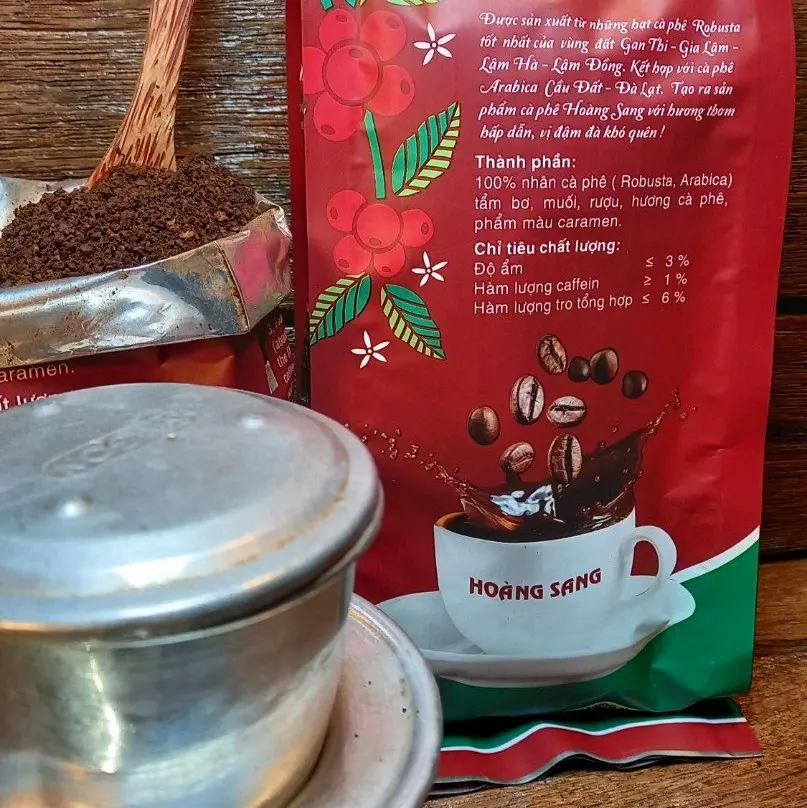 Được sản xuất từ những hạt cà phê Robusta
tốt nhất của vùng đất Gan Thi - Gia Lâm -
Lâm Hà - Lâm Đồng. Kết hợp với cà phê
Arabica Cầu Đất - Đà Lạt. Tạo ra sản
phẩm cà phê Hoàng Sang với hương thơm
hấp dẫn, vị đậm đà khó quên !
Thành phần:
100% nhân cà phê ( Robusta, Arabica)
tẩm bơ, muối, rượu, hương cà phê,
phẩm màu caramen.
Chỉ tiêu chất lượng:
Độ ẩm ≤ 3 %
Hàm lượng caffein ≥ 1 %
Hàm lượng tro tổng hợp ≤ 6 %
HOÀNG SANG
aramen.